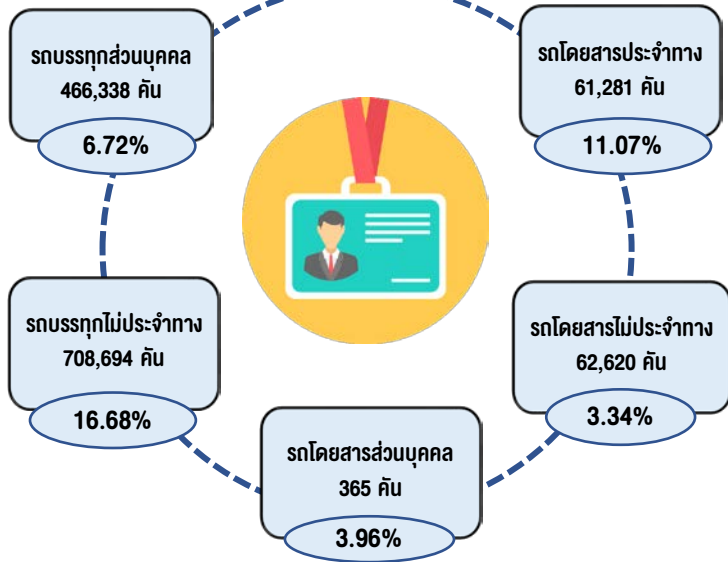 รถบรรทุกส่วนบุคคล
466,338 คัน
6.72%
รถโดยสารประจำทาง
61,281 คัน
11.07%
รถบรรทุกไม่ประจำทาง
708,694 คัน
16.68%
รถโดยสารไม่ประจำทาง
62,620 คัน
3.34%
รถโดยสารส่วนบุคคล
365 คัน
3.96%